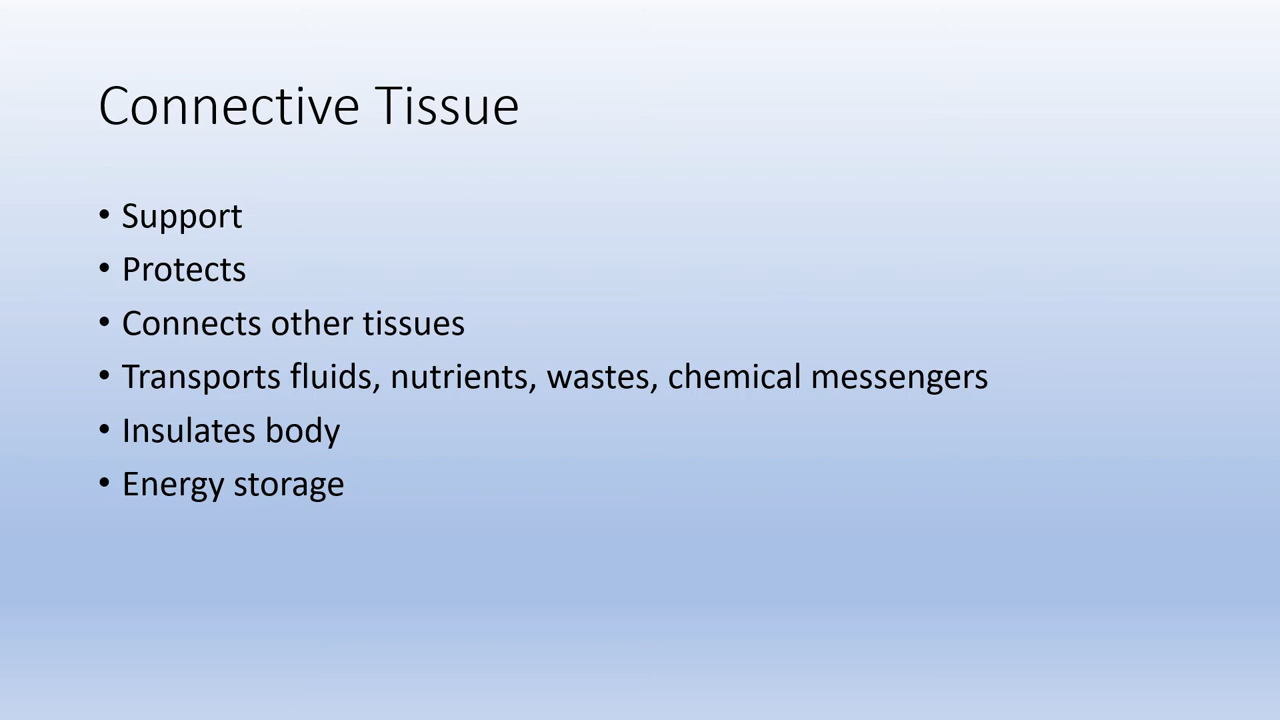 Connective Tissue
• Support
• Protects
• Connects other tissues
• Transports fluids, nutrients, wastes, chemical messengers
• Insulates body
• Energy storage